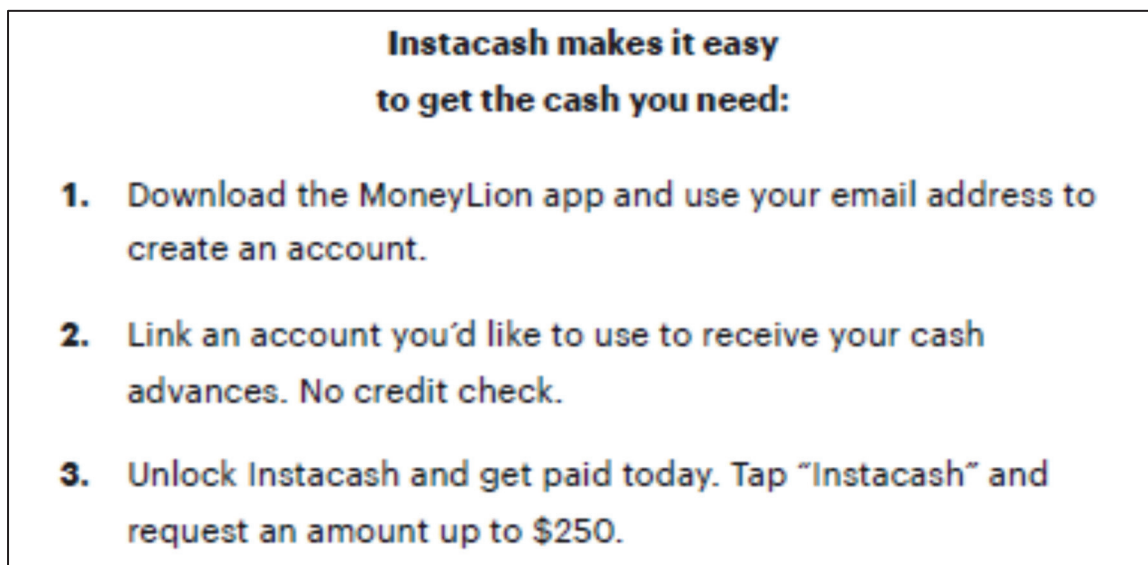 Instacash makes it easy
to get the cash you need:
1. Download the MoneyLion app and use your email address to
create an account.
2. Link an account you´d like to use to receive your cash
advances. No credit check.
3. Unlock Instacash and get paid today. Tap ˝Instacash˝ and
request an amount up to $250.